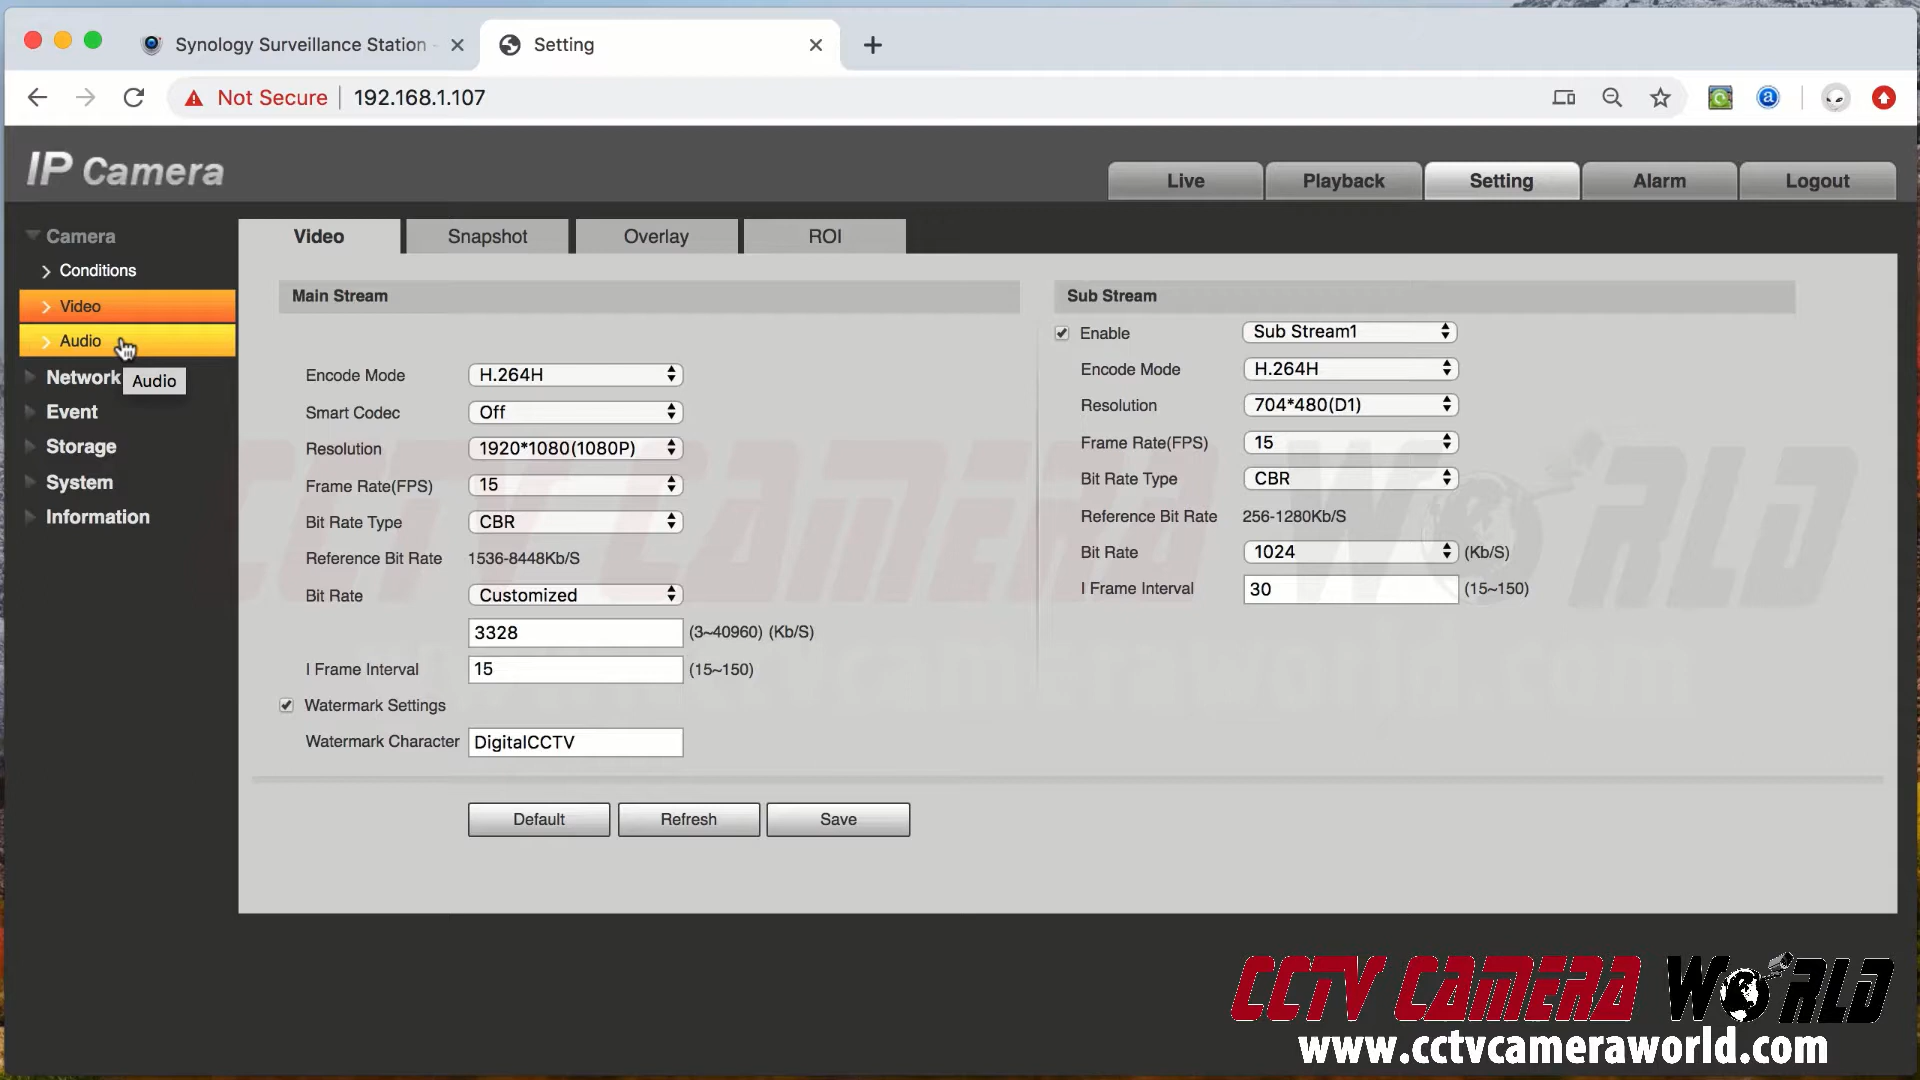 Synology Surveillance Station -
Setting
Not Secure
192.168.1.107
IP Camera
Live
Playback
Setting
Alarm
Logout
Camera
Conditions
Video
Audio
Network
Audio
Event
Storage
System
Information
Video
Snapshot
Overlay
ROI
Main Stream
Encode Mode H.264H
Smart Codec Off
Resolution 1920*1080(1080P)
Frame Rate(FPS) 15
Bit Rate Type CBR
Reference Bit Rate 1536-8448Kb/S
Bit Rate Customized
3328 (3~40960) (Kb/S)
I Frame Interval 15 (15~150)
Watermark Settings
Watermark Character DigitalCCTV
Sub Stream
Enable Sub Stream1
Encode Mode H.264H
Resolution 704*480(D1)
Frame Rate(FPS) 15
Bit Rate Type CBR
Reference Bit Rate 256-1280Kb/S
Bit Rate 1024 (Kb/S)
I Frame Interval 30 (15~150)
Default
Refresh
Save
CCTV CAMERA WORLD
www.cctvcameraworld.com
CCTV CAMERA WORLD
www.cctvcameraworld.com